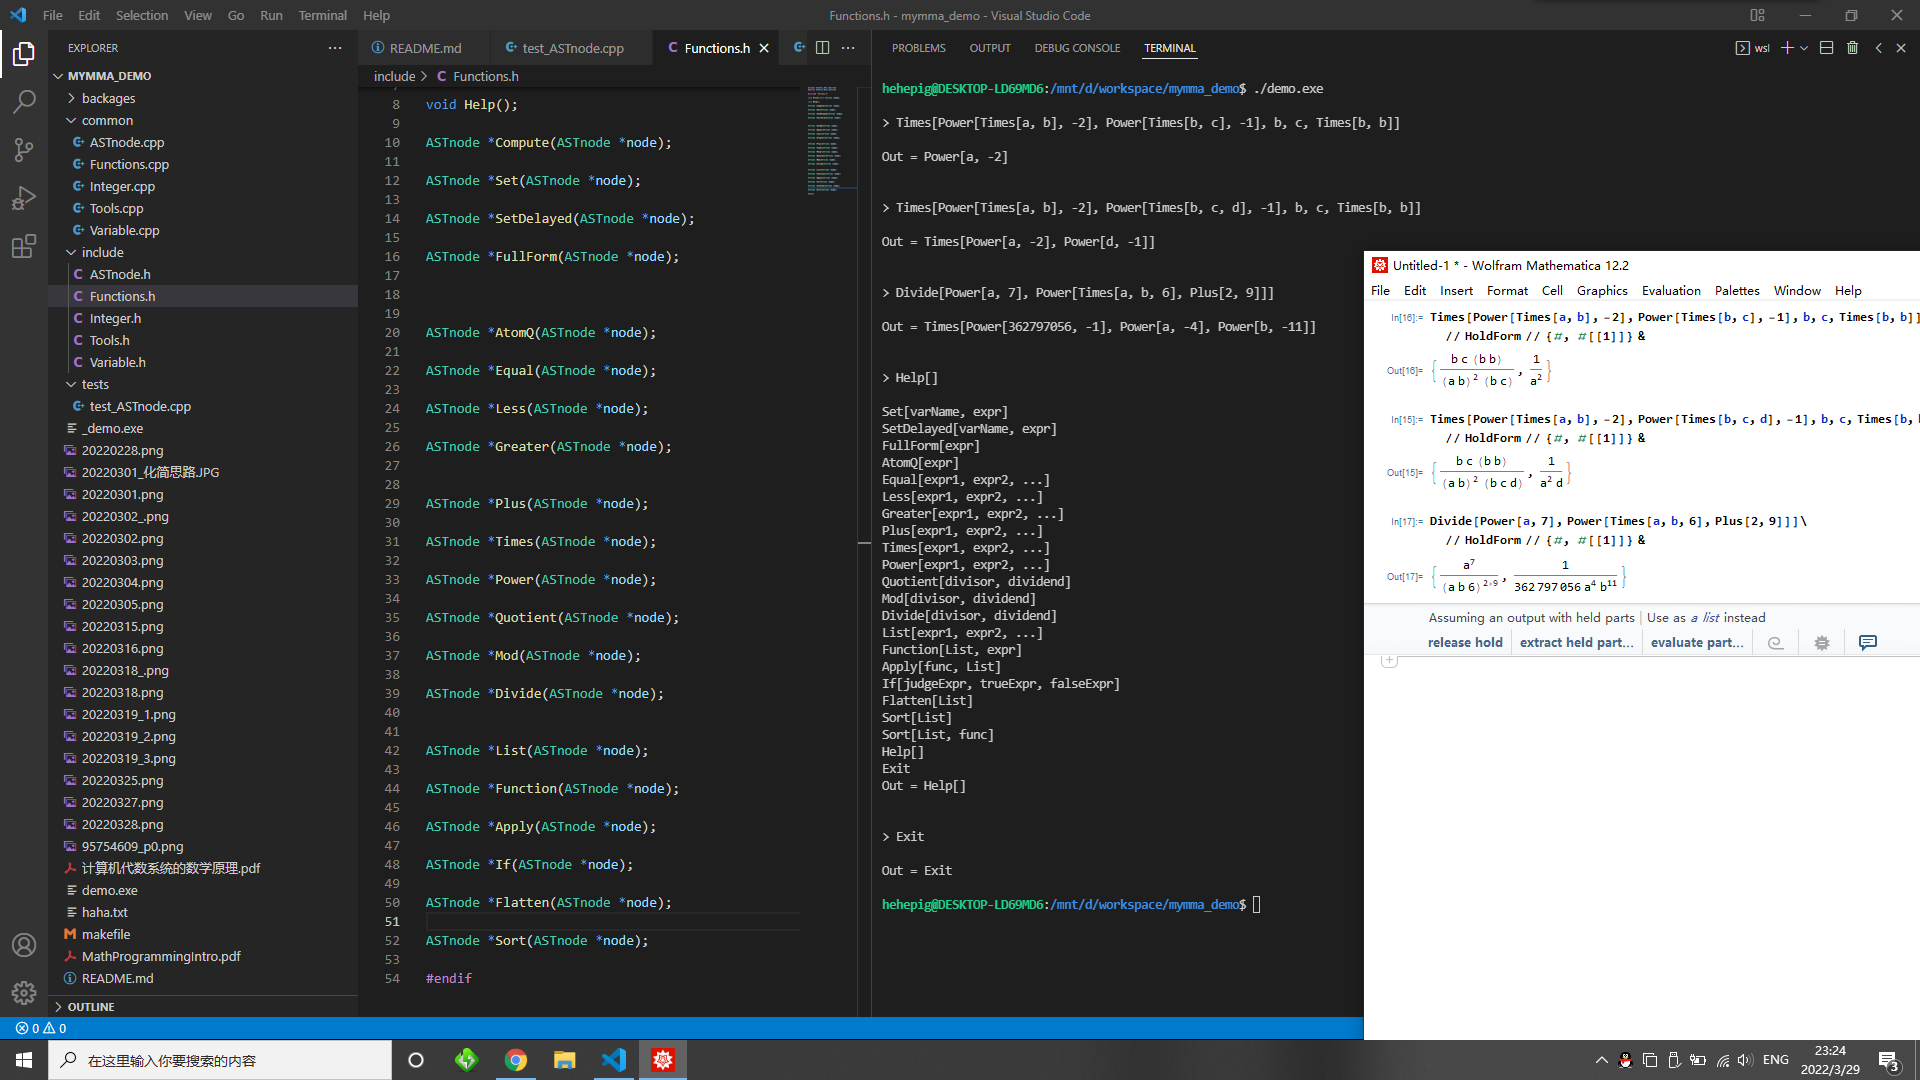 File Edit Selection View Go Run Terminal Help
Functions.h - mymma_demo - Visual Studio Code
EXPLORER
MYMMA_DEMO
backages
common
ASTnode.cpp
Functions.cpp
Integer.cpp
Tools.cpp
Variable.cpp
include
ASTnode.h
Functions.h
Integer.h
Tools.h
Variable.h
tests
test_ASTnode.cpp
_demo.exe
20220228.png
20220301_化简思路.JPG
20220301.png
20220302_.png
20220302.png
20220303.png
20220304.png
20220305.png
20220315.png
20220316.png
20220318_.png
20220318.png
20220319_1.png
20220319_2.png
20220319_3.png
20220325.png
20220327.png
20220328.png
95754609_p0.png
计算机代数系统的数学原理.pdf
demo.exe
haha.txt
makefile
MathProgrammingIntro.pdf
README.md
OUTLINE
README.md test_ASTnode.cpp Functions.h
include > Functions.h
8 void Help();
9
10 ASTnode *Compute(ASTnode *node);
11
12 ASTnode *Set(ASTnode *node);
13
14 ASTnode *SetDelayed(ASTnode *node);
15
16 ASTnode *FullForm(ASTnode *node);
17
18
19
20 ASTnode *AtomQ(ASTnode *node);
21
22 ASTnode *Equal(ASTnode *node);
23
24 ASTnode *Less(ASTnode *node);
25
26 ASTnode *Greater(ASTnode *node);
27
28
29 ASTnode *Plus(ASTnode *node);
30
31 ASTnode *Times(ASTnode *node);
32
33 ASTnode *Power(ASTnode *node);
34
35 ASTnode *Quotient(ASTnode *node);
36
37 ASTnode *Mod(ASTnode *node);
38
39 ASTnode *Divide(ASTnode *node);
40
41
42 ASTnode *List(ASTnode *node);
43
44 ASTnode *Function(ASTnode *node);
45
46 ASTnode *Apply(ASTnode *node);
47
48 ASTnode *If(ASTnode *node);
49
50 ASTnode *Flatten(ASTnode *node);
51
52 ASTnode *Sort(ASTnode *node);
53
54 #endif
PROBLEMS OUTPUT DEBUG CONSOLE TERMINAL
wsl
hehepig@DESKTOP-LD69MD6:/mnt/d/workspace/mymma_demo$ ./demo.exe
> Times[Power[Times[a, b], -2], Power[Times[b, c], -1], b, c, Times[b, b]]
Out = Power[a, -2]
> Times[Power[Times[a, b], -2], Power[Times[b, c, d], -1], b, c, Times[b, b]]
Out = Times[Power[a, -2], Power[d, -1]]
> Divide[Power[a, 7], Power[Times[a, b, 6], Plus[2, 9]]]
Out = Times[Power[362797056, -1], Power[a, -4], Power[b, -11]]
> Help[]
Set[varName, expr]
SetDelayed[varName, expr]
FullForm[expr]
AtomQ[expr]
Equal[expr1, expr2, ...]
Less[expr1, expr2, ...]
Greater[expr1, expr2, ...]
Plus[expr1, expr2, ...]
Times[expr1, expr2, ...]
Power[expr1, expr2, ...]
Quotient[divisor, dividend]
Mod[divisor, dividend]
Divide[divisor, dividend]
List[expr1, expr2, ...]
Function[List, expr]
Apply[func, List]
If[judgeExpr, trueExpr, falseExpr]
Flatten[List]
Sort[List]
Sort[List, func]
Help[]
Exit
Out = Help[]
> Exit
Out = Exit
hehepig@DESKTOP-LD69MD6:/mnt/d/workspace/mymma_demo$
Untitled-1 * - Wolfram Mathematica 12.2
File Edit Insert Format Cell Graphics Evaluation Palettes Window Help
In[16]:= Times[Power[Times[a, b], -2], Power[Times[b, c], -1], b, c, Times[b, b]]
// HoldForm // {#, #[[1]]} &
Out[16]= { b c (b b) / (a b)^2 (b c), 1 / a^2 }
In[15]:= Times[Power[Times[a, b], -2], Power[Times[b, c, d], -1], b, c, Times[b,
// HoldForm // {#, #[[1]]} &
Out[15]= { b c (b b) / (a b)^2 (b c d), 1 / a^2 d }
In[17]:= Divide[Power[a, 7], Power[Times[a, b, 6], Plus[2, 9]]]\
// HoldForm // {#, #[[1]]} &
Out[17]= { a^7 / (a b 6)^2+9, 1 / 362 797 056 a^4 b^11 }
Assuming an output with held parts | Use as a list instead
release hold extract held part... evaluate part...
0 0
在这里输入你要搜索的内容
ENG
23:24
2022/3/29
3